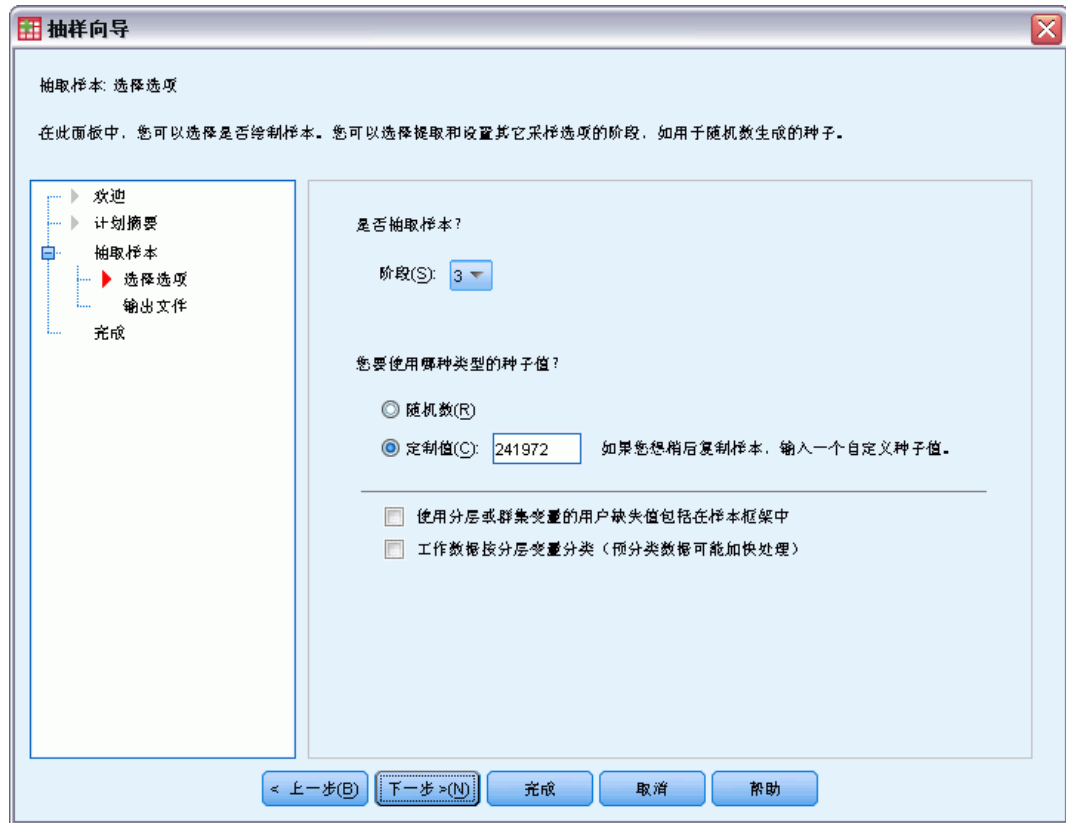 抽样向导
抽取样本: 选择选项
在此面板中，您可以选择是否绘制样本。您可以选择提取和设置其它采样选项的阶段，如用于随机数生成的种子。
欢迎
计划摘要
抽取样本
选择选项
输出文件
完成
是否抽取样本?
阶段(S): 3
您要使用哪种类型的种子值?
随机数(R)
定制值(C): 241972 如果您想稍后复制样本，输入一个自定义种子值。
使用分层或群集变量的用户缺失值包括在样本框架中
工作数据按分层变量分类（预分类数据可能加快处理）
< 上一步(B) 下一步 >(N) 完成 取消 帮助